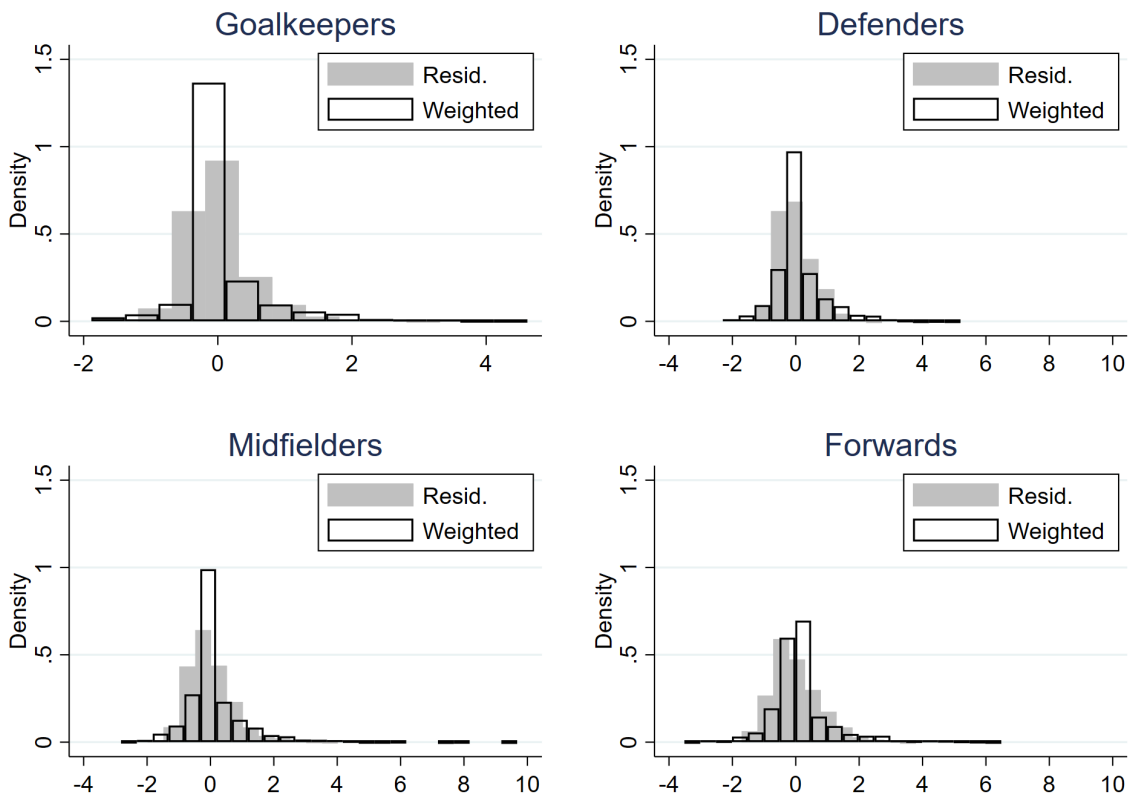 Goalkeepers
Density
0
.5
1
1.5
-2
0
2
4
Resid.
Weighted
Defenders
Density
0
.5
1
1.5
-4
-2
0
2
4
6
8
10
Resid.
Weighted
Midfielders
Density
0
.5
1
1.5
-4
-2
0
2
4
6
8
10
Resid.
Weighted
Forwards
Density
0
.5
1
1.5
-4
-2
0
2
4
6
8
10
Resid.
Weighted